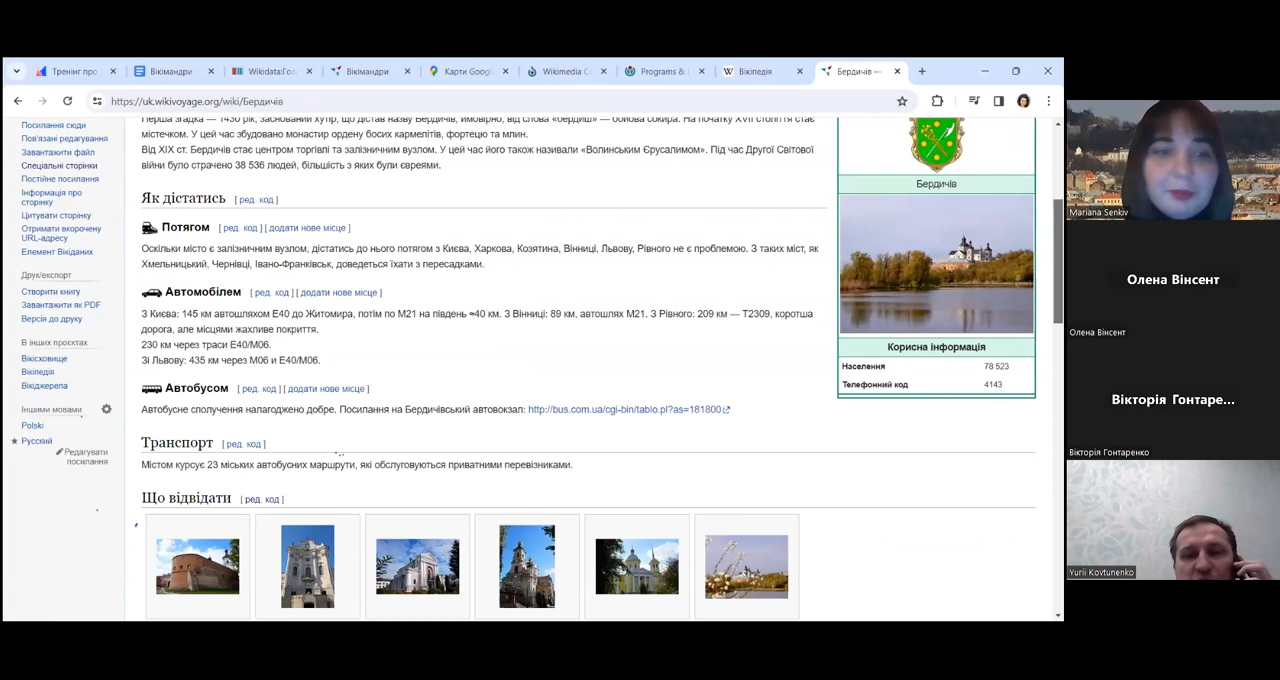 Тренінг про
Вікімандри
Wikidata:Гол
Вікімандри
Карти Googl
Wikimedia C
Programs &
Вікіпедія
Бердичів —
https://uk.wikivoyage.org/wiki/Бердичів
Посилання сюди
Пов'язані редагування
Завантажити файл
Спеціальні сторінки
Постійне посилання
Інформація про
сторінку
Цитувати сторінку
Отримати вкорочену
URL-адресу
Елемент Вікіданих
Друк/експорт
Створити книгу
Завантажити як PDF
Версія до друку
В інших проєктах
Вікісховище
Вікіпедія
Вікіджерела
Іншими мовами
Polski
Русский
Редагувати
посилання
Перша згадка — 1430 рік, заснований хутір, що дістав назву Бердичів, імовірно, від слова «бердиш» — бойова сокира. На початку XVII століття стає
містечком. У цей час збудовано монастир ордену босих кармелітів, фортецю та млин.
Від XIX ст. Бердичів стає центром торгівлі та залізничним вузлом. У цей час його також називали «Волинським Єрусалимом». Під час Другої Світової
війни було страчено 38 536 людей, більшість з яких були євреями.
Як дістатись [ ред. код ]
Потягом [ ред. код ] [ додати нове місце ]
Оскільки місто є залізничним вузлом, дістатись до нього потягом з Києва, Харкова, Козятина, Вінниці, Львову, Рівного не є проблемою. З таких міст, як
Хмельницький, Чернівці, Івано-Франківськ, доведеться їхати з пересадками.
Автомобілем [ ред. код ] [ додати нове місце ]
З Києва: 145 км автошляхом Е40 до Житомира, потім по М21 на південь ≈40 км. З Вінниці: 89 км, автошлях М21. З Рівного: 209 км — Т2309, коротша
дорога, але місцями жахливе покриття.
230 км через траси Е40/М06.
Зі Львову: 435 км через М06 и Е40/М06.
Автобусом [ ред. код ] [ додати нове місце ]
Автобусне сполучення налагоджено добре. Посилання на Бердичівський автовокзал: http://bus.com.ua/cgi-bin/tablo.pl?as=181800
Транспорт [ ред. код ]
Містом курсує 23 міських автобусних маршрути, які обслуговуються приватними перевізниками.
Що відвідати [ ред. код ]
Бердичів
Корисна інформація
Населення 78 523
Телефонний код 4143
Mariana Senkiv
Олена Вінсент
Олена Вінсент
Вікторія Гонтаре...
Вікторія Гонтаренко
Yurii Kovtunenko